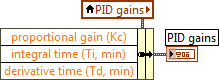 PID gains
PID gains
proportional gain (Kc)
integral time (Ti, min)
derivative time (Td, min)